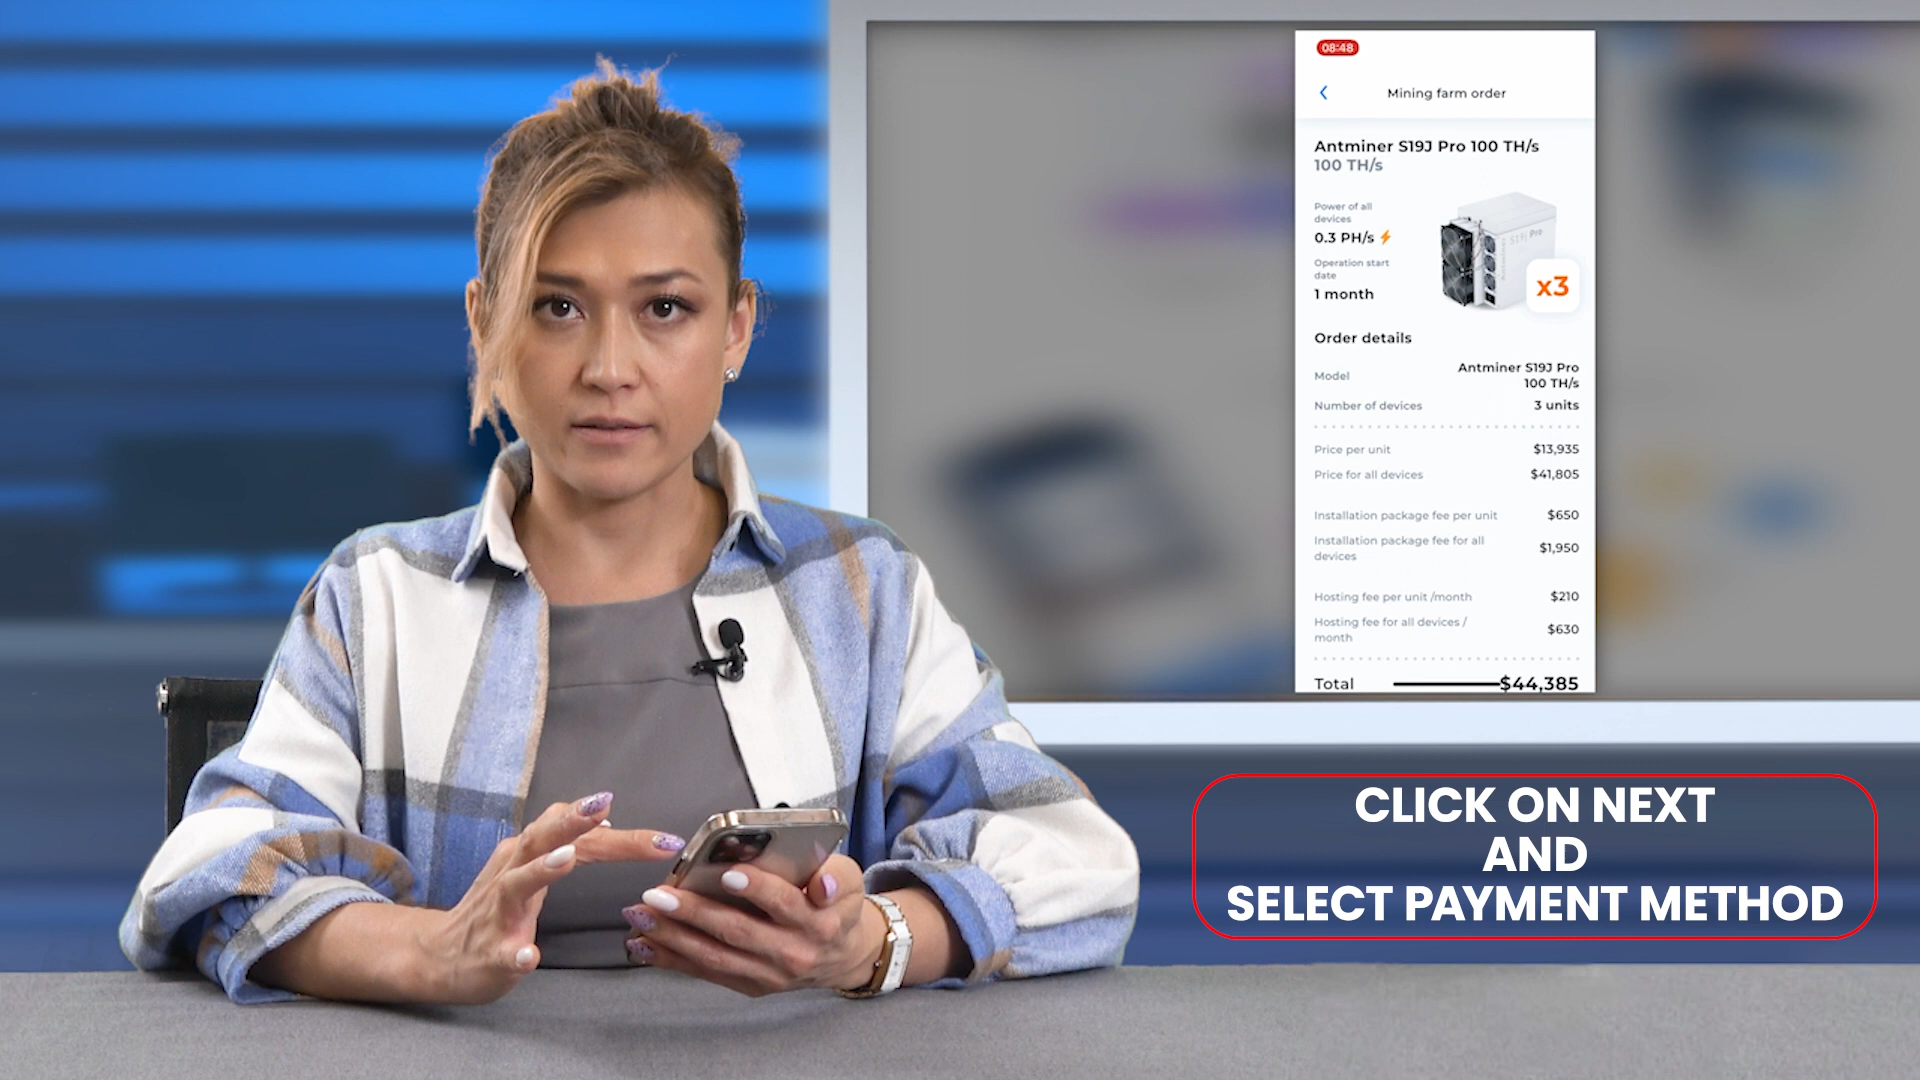 08:48
Mining farm order
Antminer S19J Pro 100 TH/s
100 TH/s
Power of all
devices
0.3 PH/s
Operation start
date
1 month
S19j Pro
Antminer
x3
Order details
Model
Antminer S19J Pro
100 TH/s
Number of devices
3 units
Price per unit
$13,935
Price for all devices
$41,805
Installation package fee per unit
$650
Installation package fee for all
devices
$1,950
Hosting fee per unit /month
$210
Hosting fee for all devices /
month
$630
Total
$44,385
CLICK ON NEXT
AND
SELECT PAYMENT METHOD